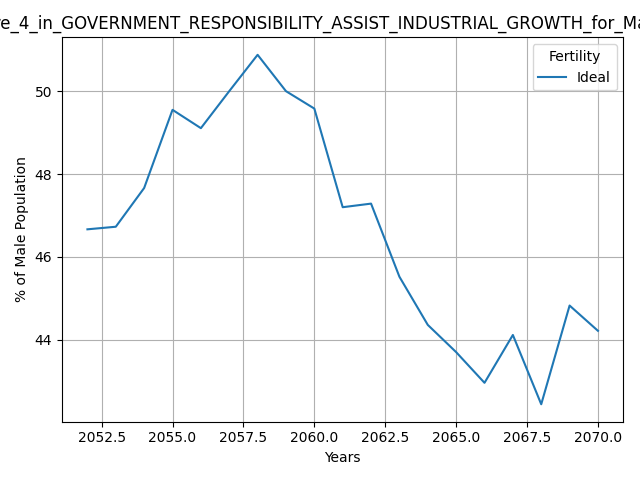 re_4_in_GOVERNMENT_RESPONSIBILITY_ASSIST_INDUSTRIAL_GROWTH_for_Ma
Fertility
Ideal
% of Male Population
50
48
46
44
2052.5 2055.0 2057.5 2060.0 2062.5 2065.0 2067.5 2070.0
Years